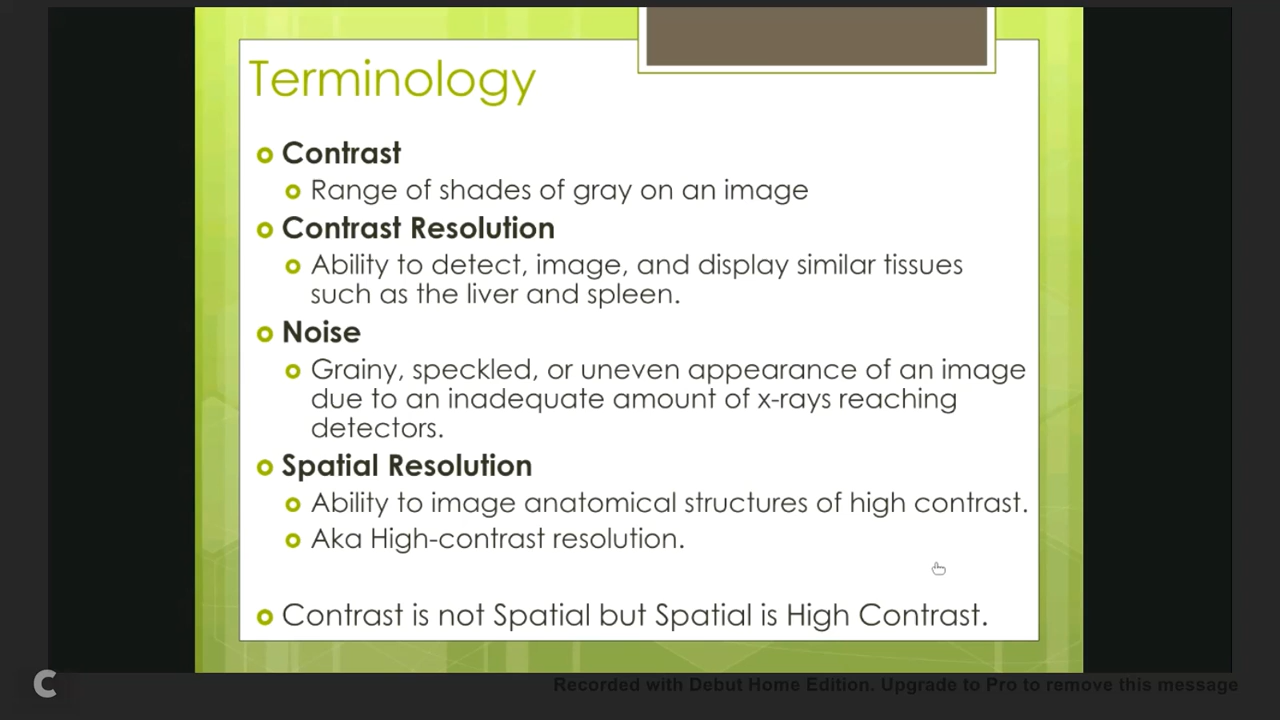 Terminology
Contrast
Range of shades of gray on an image
Contrast Resolution
Ability to detect, image, and display similar tissues
such as the liver and spleen.
Noise
Grainy, speckled, or uneven appearance of an image
due to an inadequate amount of x-rays reaching
detectors.
Spatial Resolution
Ability to image anatomical structures of high contrast.
Aka High-contrast resolution.
Contrast is not Spatial but Spatial is High Contrast.
C
Recorded with Debut Home Edition. Upgrade to Pro to remove this message